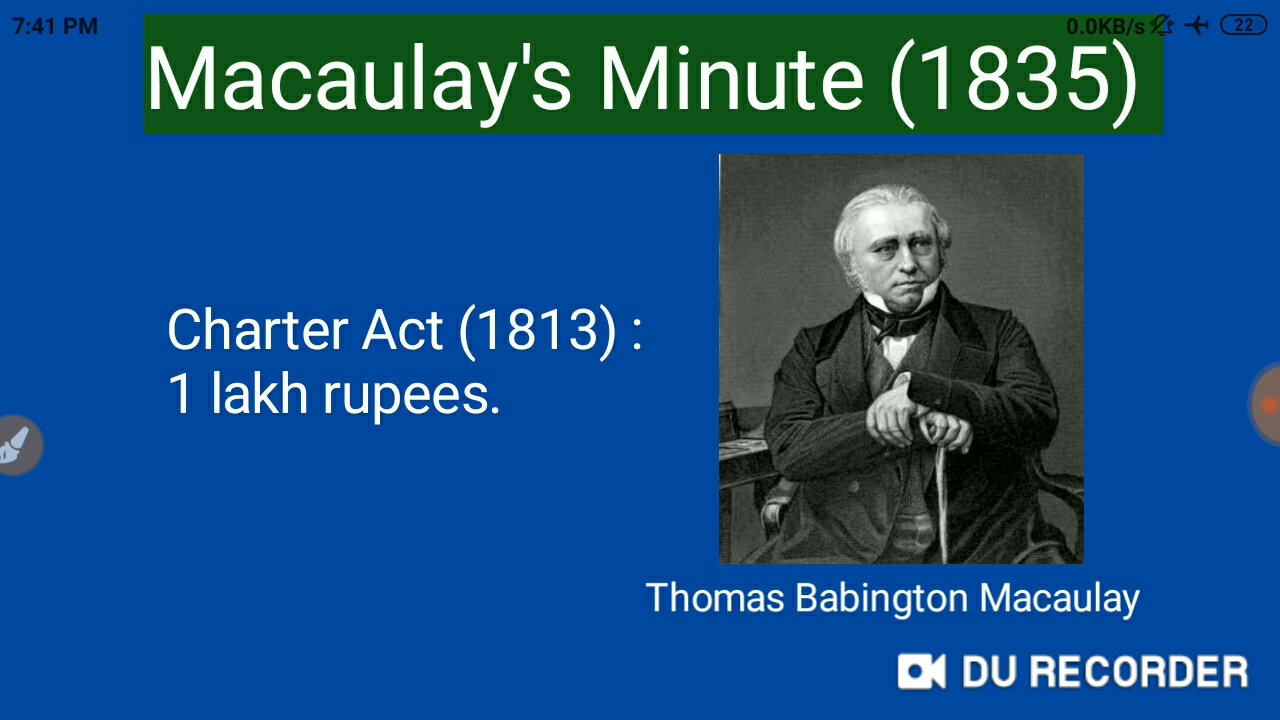 7:41 PM
0.0KB/s
22
Macaulay's Minute (1835)
Charter Act (1813) :
1 lakh rupees.
Thomas Babington Macaulay
DU RECORDER